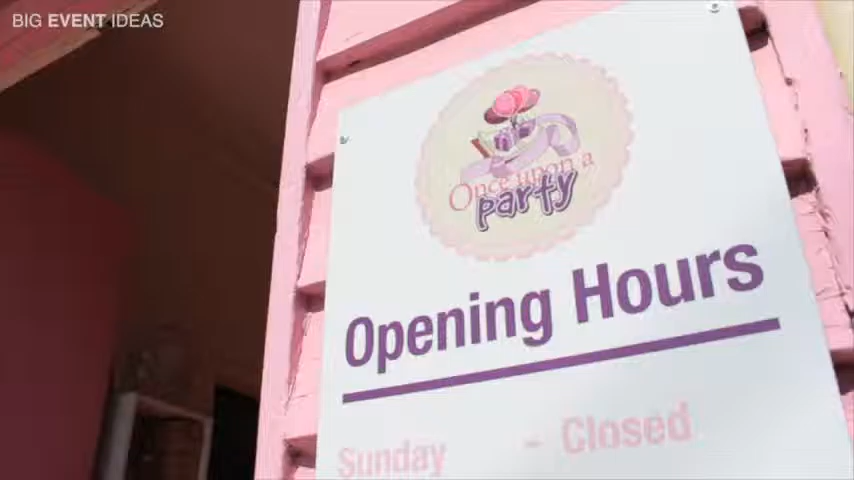 BIG EVENT IDEAS
Once upon a
party
Opening Hours
Sunday - Closed